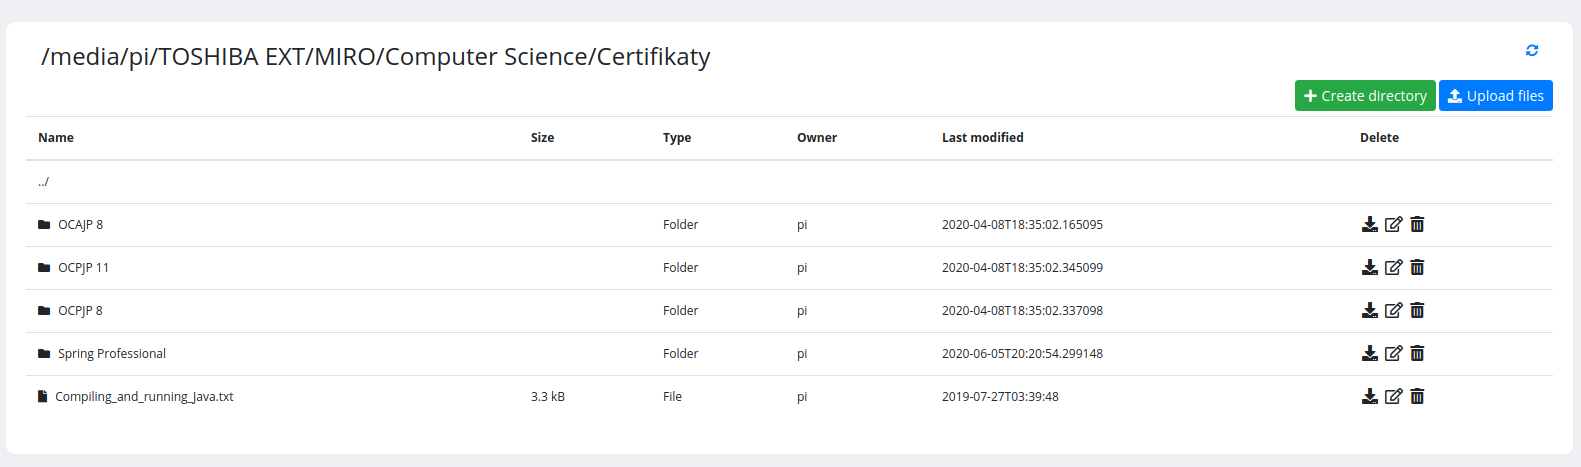 /media/pi/TOSHIBA EXT/MIRO/Computer Science/Certifikaty
Create directory Upload files
Name Size Type Owner Last modified Delete
../
OCAJP 8 Folder pi 2020-04-08T18:35:02.165095
OCPJP 11 Folder pi 2020-04-08T18:35:02.345099
OCPJP 8 Folder pi 2020-04-08T18:35:02.337098
Spring Professional Folder pi 2020-06-05T20:20:54.299148
Compiling_and_running_Java.txt 3.3 kB File pi 2019-07-27T03:39:48